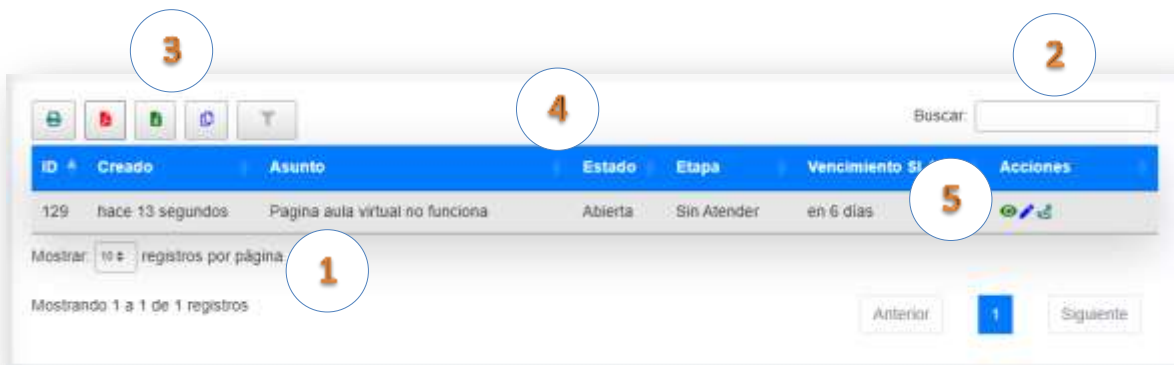 3
2
4
Buscar:
ID Creado Asunto Estado Etapa Vencimiento SL Acciones
129 hace 13 segundos Pagina aula virtual no funciona Abierta Sin Atender en 6 días
5
Mostrar 10 registros por página
1
Mostrando 1 a 1 de 1 registros
Anterior 1 Siguiente